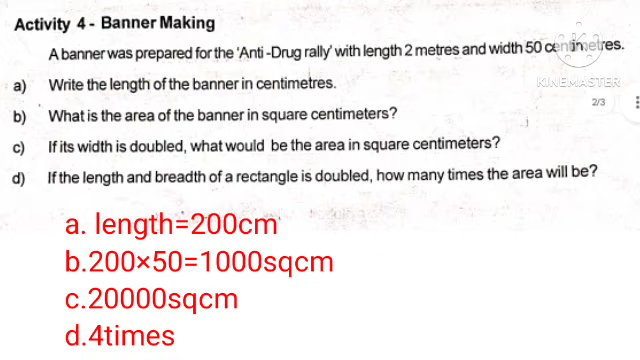 Activity 4 - Banner Making
A banner was prepared for the 'Anti -Drug rally' with length 2 metres and width 50 centimetres.
KINEMASTER
a) Write the length of the banner in centimetres.
2/3
b) What is the area of the banner in square centimeters?
c) If its width is doubled, what would be the area in square centimeters?
d) If the length and breadth of a rectangle is doubled, how many times the area will be?
a. length=200cm
b.200×50=1000sqcm
c.20000sqcm
d.4times